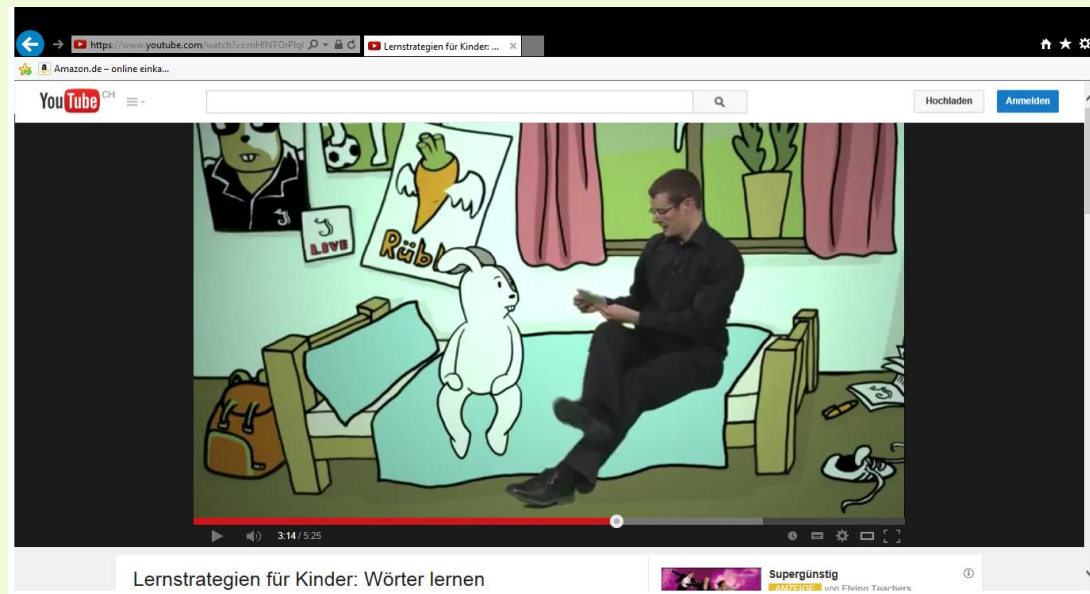 https://www.youtube.com/watch?v=mHINTOrPlq
Lernstrategien für Kinder: ...
Amazon.de – online einka...
YouTube CH
Hochladen
Anmelden
LIVE
Rübl
3:14 / 5:25
Lernstrategien für Kinder: Wörter lernen
Supergünstig
ANZEIGE von Flying Teachers